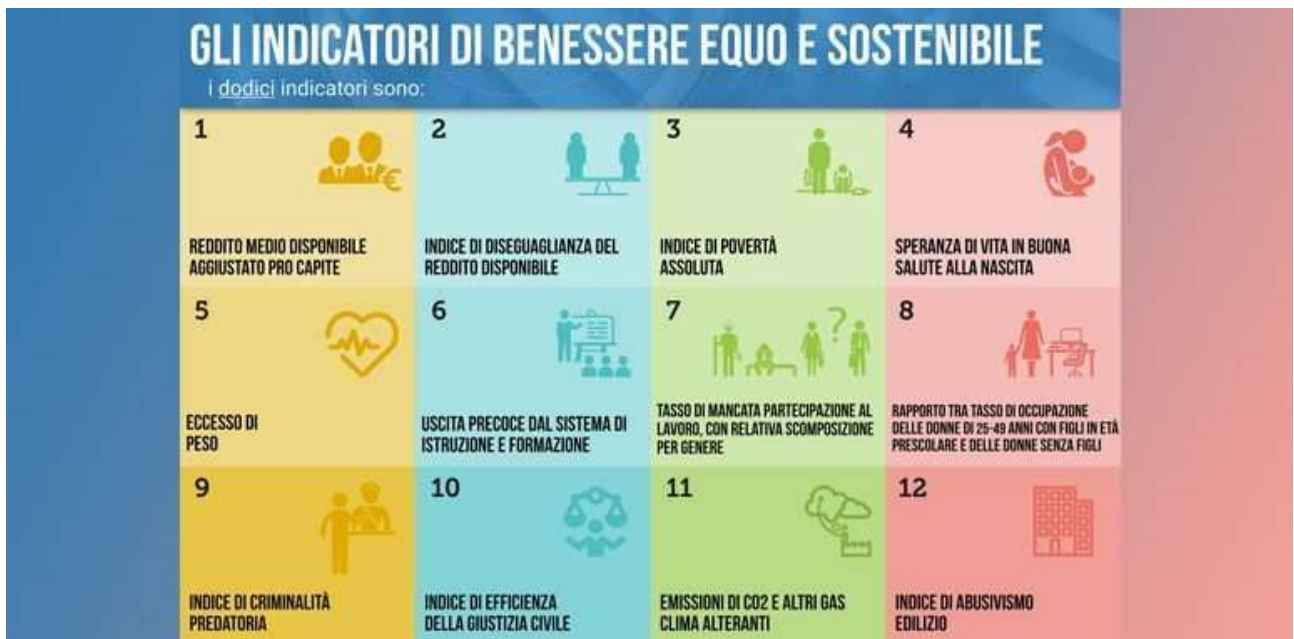 GLI INDICATORI DI BENESSERE EQUO E SOSTENIBILE
i dodici indicatori sono:
1
REDDITO MEDIO DISPONIBILE
AGGIUSTATO PRO CAPITE
2
INDICE DI DISEGUAGLIANZA DEL
REDDITO DISPONIBILE
3
INDICE DI POVERTÀ
ASSOLUTA
4
SPERANZA DI VITA IN BUONA
SALUTE ALLA NASCITA
5
ECCESSO DI
PESO
6
USCITA PRECOCE DAL SISTEMA DI
ISTRUZIONE E FORMAZIONE
7
?
TASSO DI MANCATA PARTECIPAZIONE AL
LAVORO, CON RELATIVA SCOMPOSIZIONE
PER GENERE
8
RAPPORTO TRA TASSO DI OCCUPAZIONE
DELLE DONNE DI 25-49 ANNI CON FIGLI IN ETÀ
PRESCOLARE E DELLE DONNE SENZA FIGLI
9
INDICE DI CRIMINALITÀ
PREDATORIA
10
INDICE DI EFFICIENZA
DELLA GIUSTIZIA CIVILE
11
EMISSIONI DI CO2 E ALTRI GAS
CLIMA ALTERANTI
12
INDICE DI ABUSIVISMO
EDILIZIO